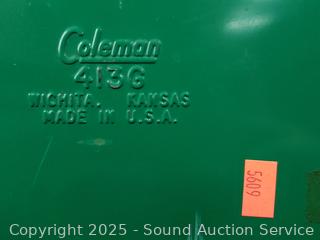 Coleman
413G
WICHITA, KANSAS
MADE IN U.S.A.
5609
Copyright 2025 - Sound Auction Service